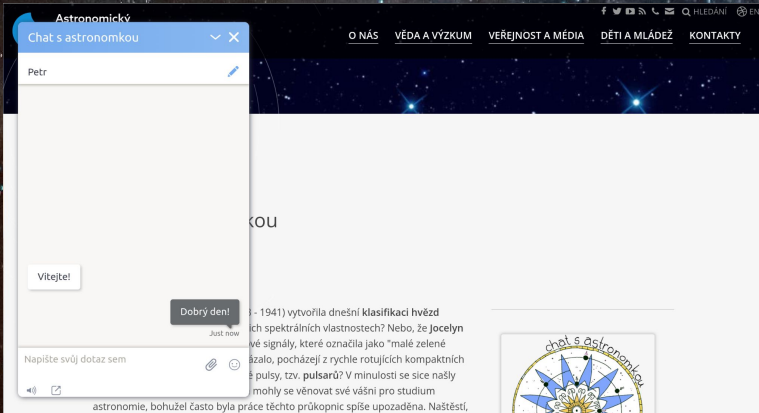 Astronomický
HLEDÁNÍ EN
O NÁS VĚDA A VÝZKUM VEŘEJNOST A MÉDIA DĚTI A MLÁDEŽ KONTAKTY
Chat s astronomkou
Petr
Vítejte!
Dobrý den!
Just now
Napište svůj dotaz sem
kou
- 1941) vytvořila dnešní klasifikaci hvězd
ich spektrálních vlastnostech? Nebo, že Jocelyn
vé signály, které označila jako "malé zelené
ázalo, pocházejí z rychle rotujících kompaktních
é pulsy, tzv. pulsarů? V minulosti se sice našly
mohly se věnovat své vášni pro studium
astronomie, bohužel často byla práce těchto průkopnic spíše upozaděna. Naštěstí,
chat s astronomkou